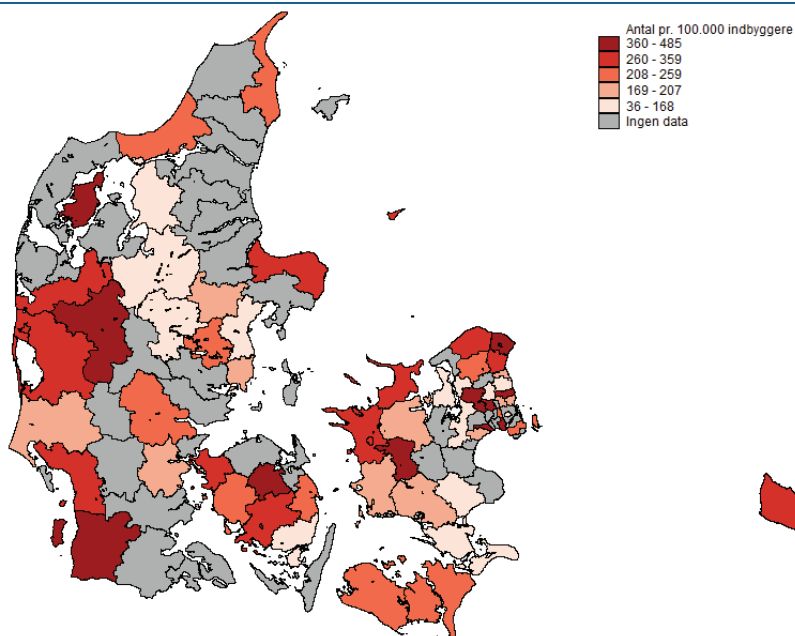 Antal pr. 100.000 indbyggere
360 - 485
260 - 359
208 - 259
169 - 207
36 - 168
Ingen data